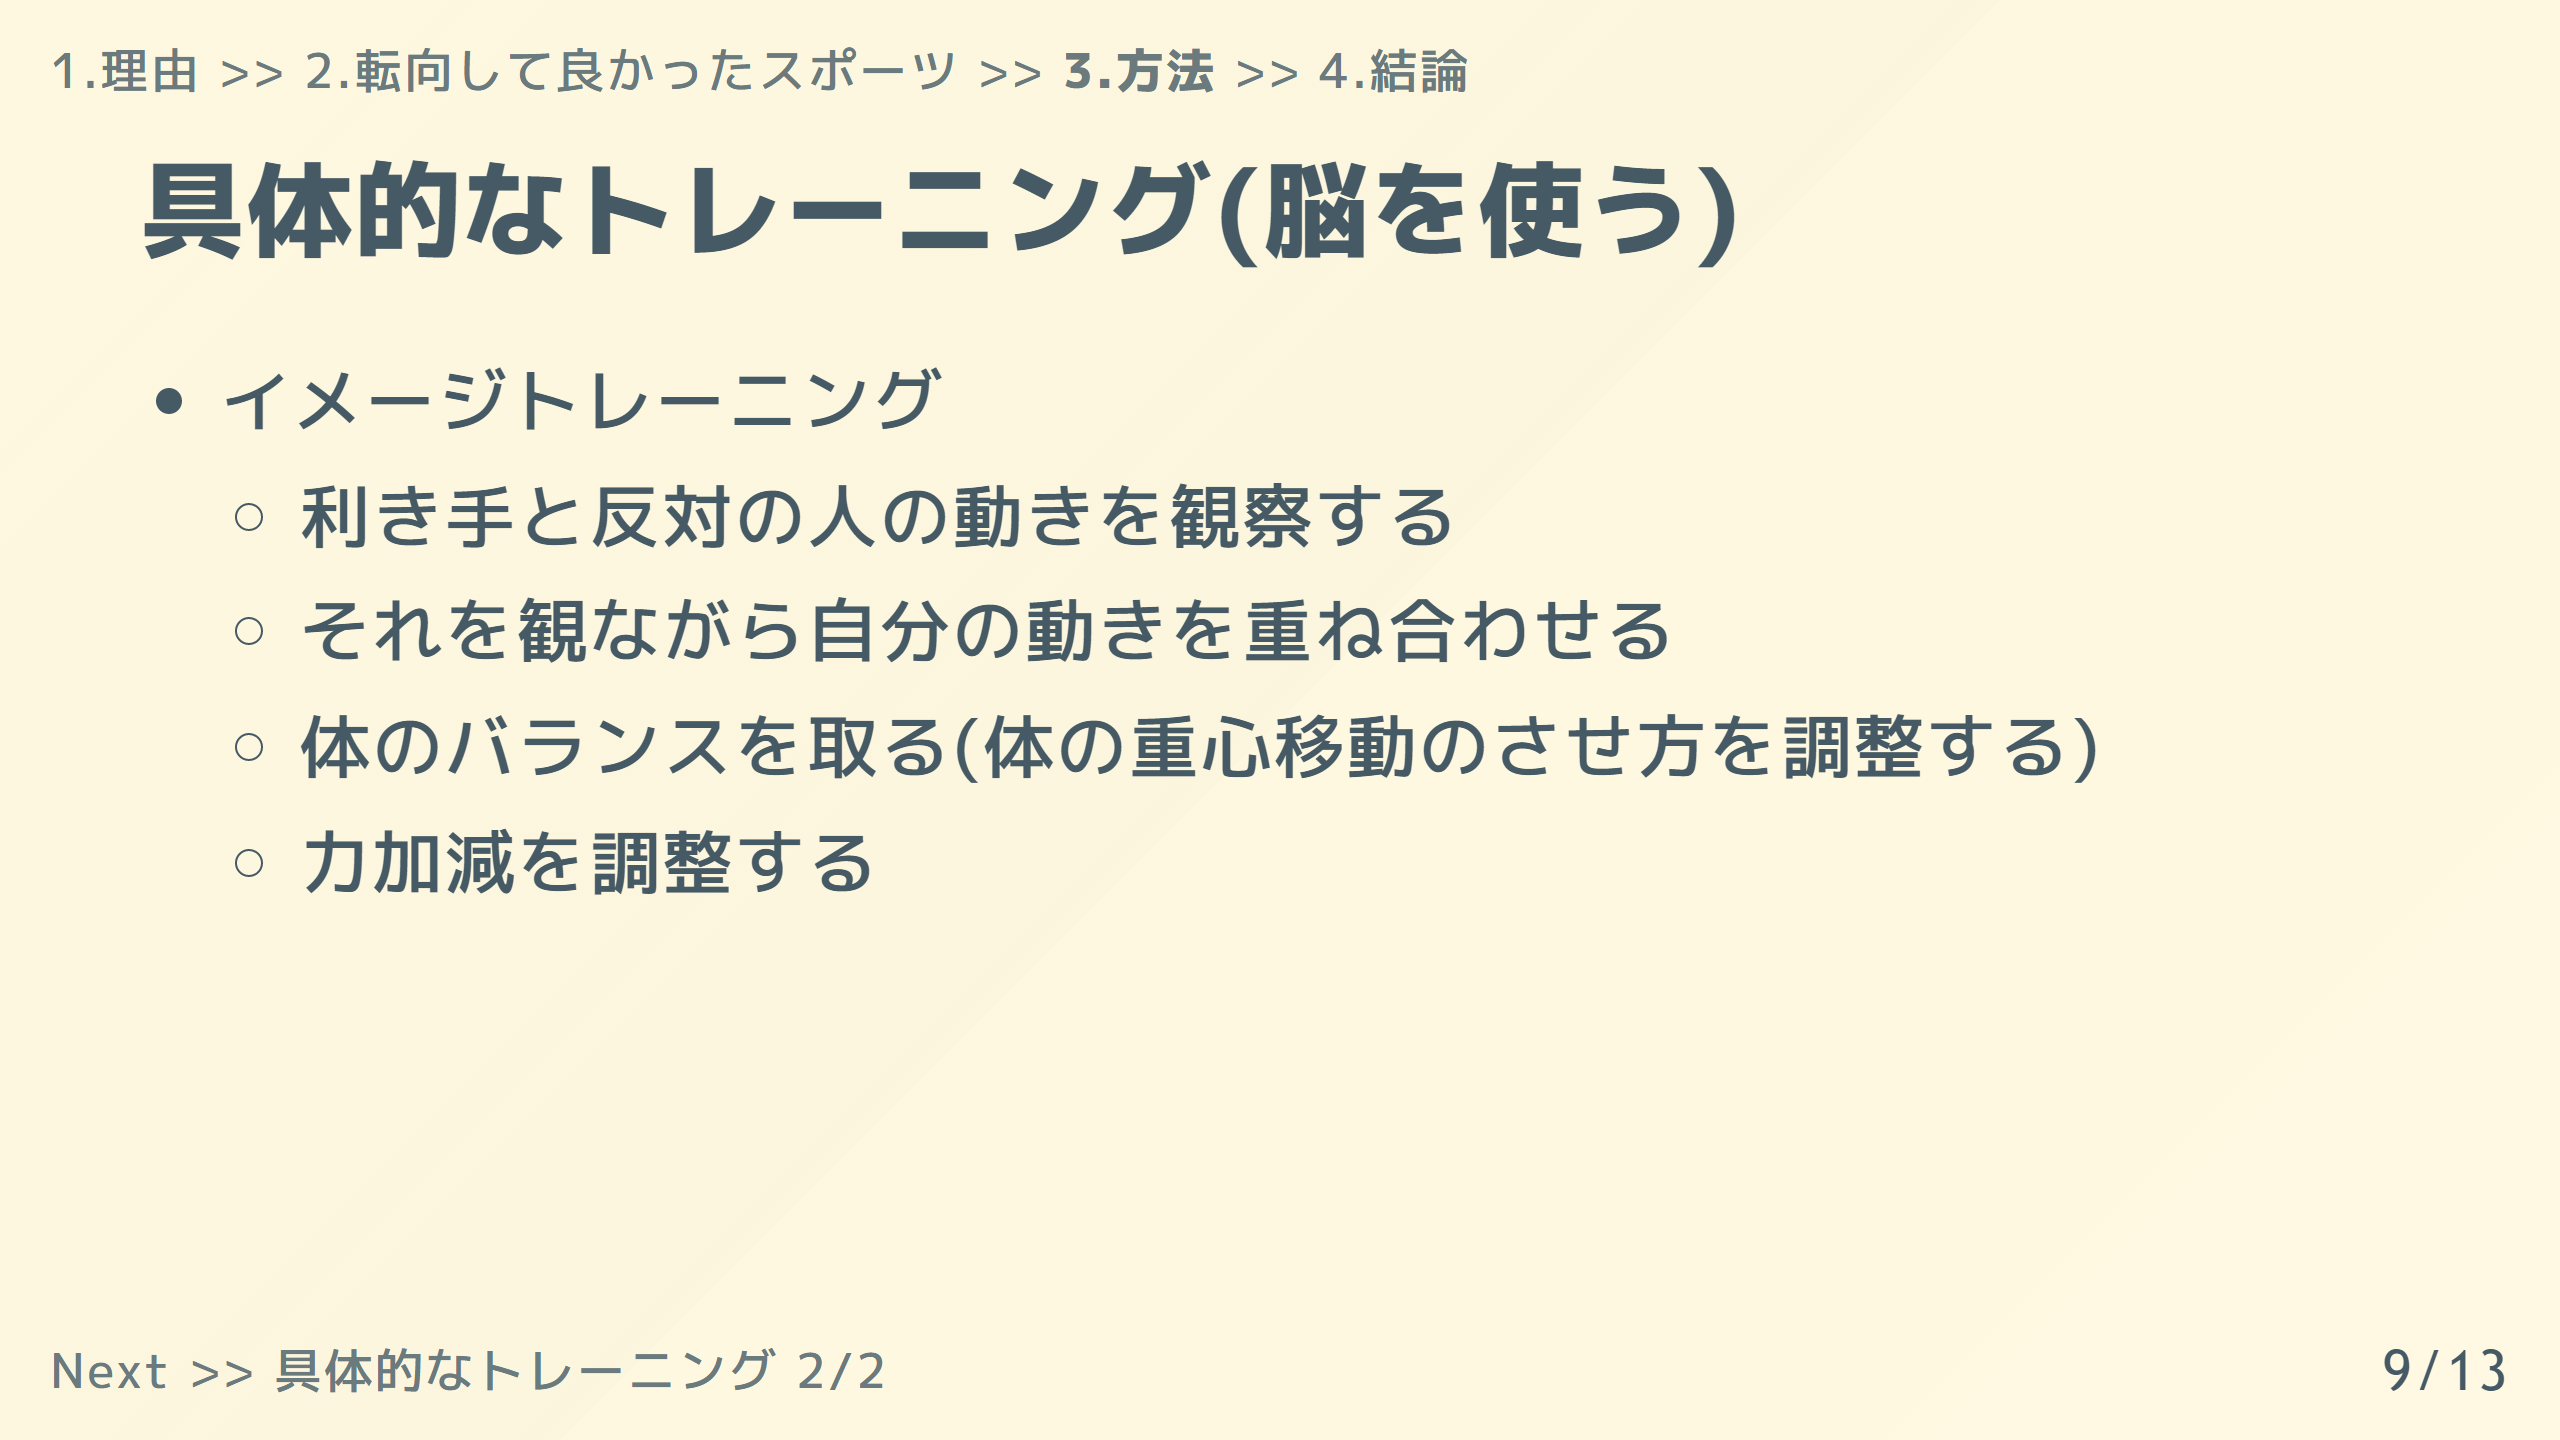 1.理由 >> 2.転向して良かったスポーツ >> 3.方法 >> 4.結論
具体的なトレーニング(脳を使う)
• イメージトレーニング
○ 利き手と反対の人の動きを観察する
○ それを観ながら自分の動きを重ね合わせる
○ 体のバランスを取る(体の重心移動のさせ方を調整する)
○ 力加減を調整する
Next >> 具体的なトレーニング 2/2
9/13